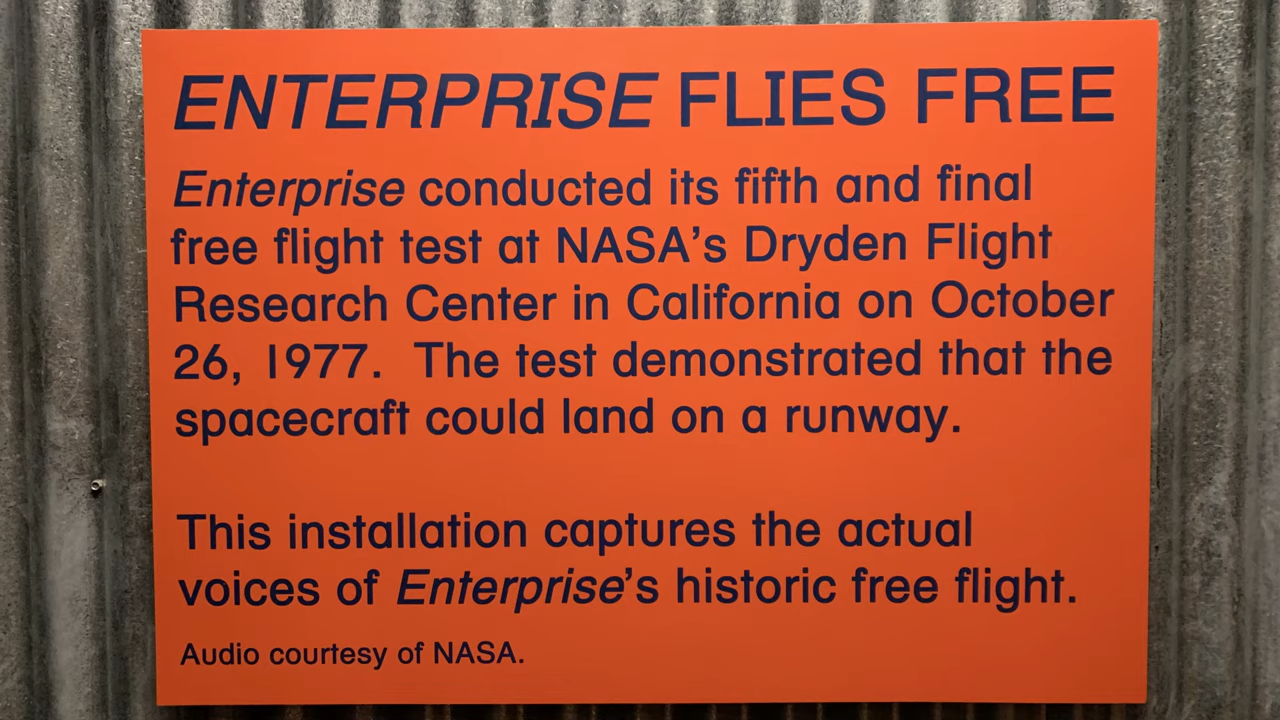 ENTERPRISE FLIES FREE
Enterprise conducted its fifth and final
free flight test at NASA’s Dryden Flight
Research Center in California on October
26, 1977.  The test demonstrated that the
spacecraft could land on a runway.
This installation captures the actual
voices of Enterprise’s historic free flight.
Audio courtesy of NASA.